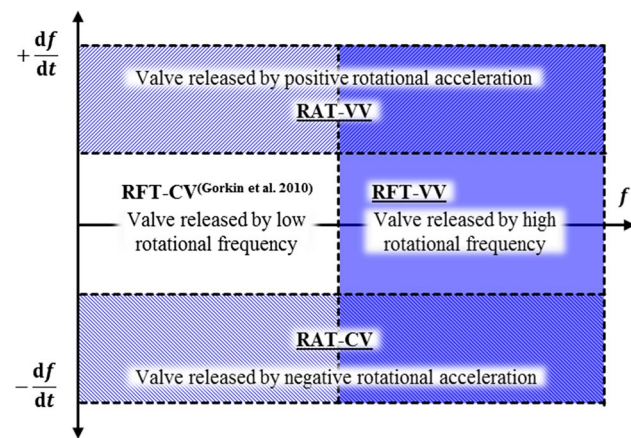 + df/dt
Valve released by positive rotational acceleration
RAT-VV
RFT-CV(Gorkin et al. 2010)
Valve released by low
rotational frequency
RFT-VV
Valve released by high
rotational frequency
f
RAT-CV
Valve released by negative rotational acceleration
− df/dt